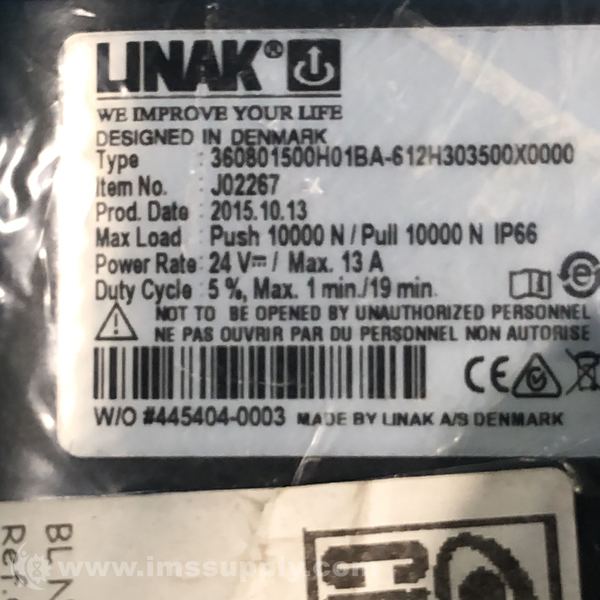 LINAK®
WE IMPROVE YOUR LIFE
DESIGNED IN DENMARK
Type : 360801500H01BA-612H303500X0000
Item No. : J02267
Prod. Date : 2015.10.13
Max Load : Push 10000 N / Pull 10000 N IP66
Power Rate : 24 V / Max. 13 A
Duty Cycle : 5 %, Max. 1 min./19 min.
NOT TO BE OPENED BY UNAUTHORIZED PERSONNEL
NE PAS OUVRIR PAR DU PERSONNEL NON AUTORISE
CE
W/O #445404-0003 MADE BY LINAK A/S DENMARK
www.imssupply.com